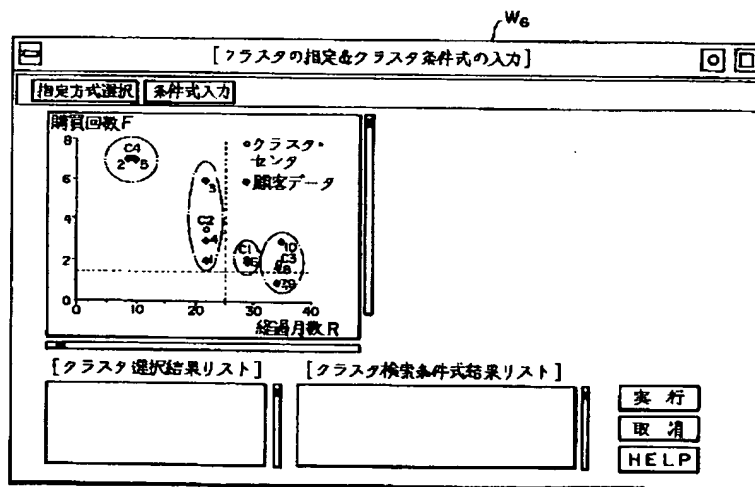 W6
[クラスタの指定&クラスタ条件式の入力]
指定方式選択 条件式入力
購買回数F
8
6
4
2
0
0 10 20 30 40
経過月数R
クラスタ・
センタ
顧客データ
C4
2 5
3
C2
4
1
C1
6
10
C3
8
7 9
[クラスタ選択結果リスト] [クラスタ検索条件式結果リスト]
実行
取消
HELP